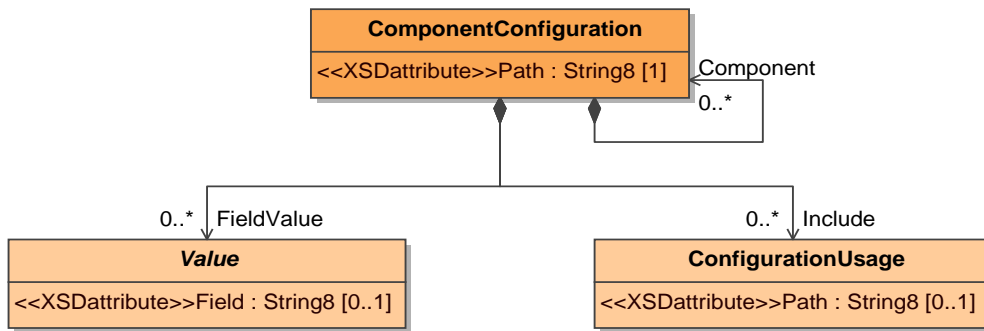 ComponentConfiguration
<<XSDattribute>>Path : String8 [1]
Component
0..*
0..* FieldValue
0..* Include
Value
<<XSDattribute>>Field : String8 [0..1]
ConfigurationUsage
<<XSDattribute>>Path : String8 [0..1]